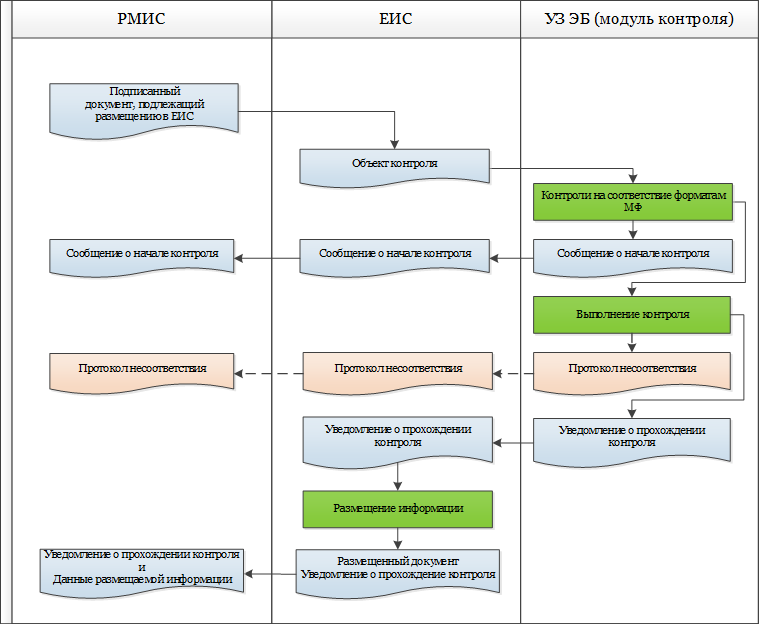 РМИС
ЕИС
УЗ ЭБ (модуль контроля)
Подписанный
документ, подлежащий
размещению в ЕИС
Объект контроля
Контроли на соответствие форматам
МФ
Сообщение о начале контроля
Сообщение о начале контроля
Сообщение о начале контроля
Выполнение контроля
Протокол несоответствия
Протокол несоответствия
Протокол несоответствия
Уведомление о прохождении
контроля
Уведомление о прохождении
контроля
Размещение информации
Уведомление о прохождении контроля
и
Данные размещаемой информации
Размещенный документ
Уведомление о прохождение контроля